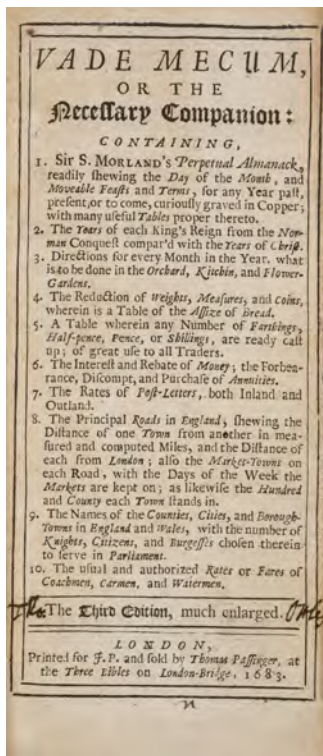 VADE MECUM,
OR THE
Neceſſary Companion:
CONTAINING,
1. Sir S. MORLAND's Perpetual Almanack,
readily ſhewing the Day of the Month, and
Moveable Feaſts and Terms, for any Year paſt,
preſent, or to come, curiouſly graved in Copper;
with many uſeful Tables proper thereto.
2. The Years of each King's Reign from the Nor-
man Conqueſt compar'd with the Years of Chriſt.
3. Directions for every Month in the Year, what
is to be done in the Orchard, Kitchin, and Flower-
Gardens.
4. The Reduction of Weights, Meaſures, and Coins,
wherein is a Table of the Aſſize of Bread.
5. A Table wherein any Number of Farthings,
Half-pence, Pence, or Shillings, are ready caſt
up; of great uſe to all Traders.
6. The Intereſt and Rebate of Money; the Forbea-
rance, Diſcompt, and Purchaſe of Annuities.
7. The Rates of Poſt-Letters, both Inland and
Outland.
8. The Principal Roads in England, ſhewing the
Diſtance of one Town from another in mea-
ſured and computed Miles, and the Diſtance of
each from London; alſo the Market-Towns on
each Road, with the Days of the Week the
Markets are kept on; as likewiſe the Hundred
and County each Town ſtands in.
9. The Names of the Counties, Cities, and Borough-
Towns in England and Wales, with the number of
Knights, Citizens, and Burgeſſes choſen therein
to ſerve in Parliament.
10. The uſual and authorized Rates or Fares of
Coachmen, Carmen, and Watermen.
The Third Edition, much enlarged.
LONDON,
Printed for J. P. and ſold by Thomas Paſſinger, at
the Three Bibles on London-Bridge, 1683.